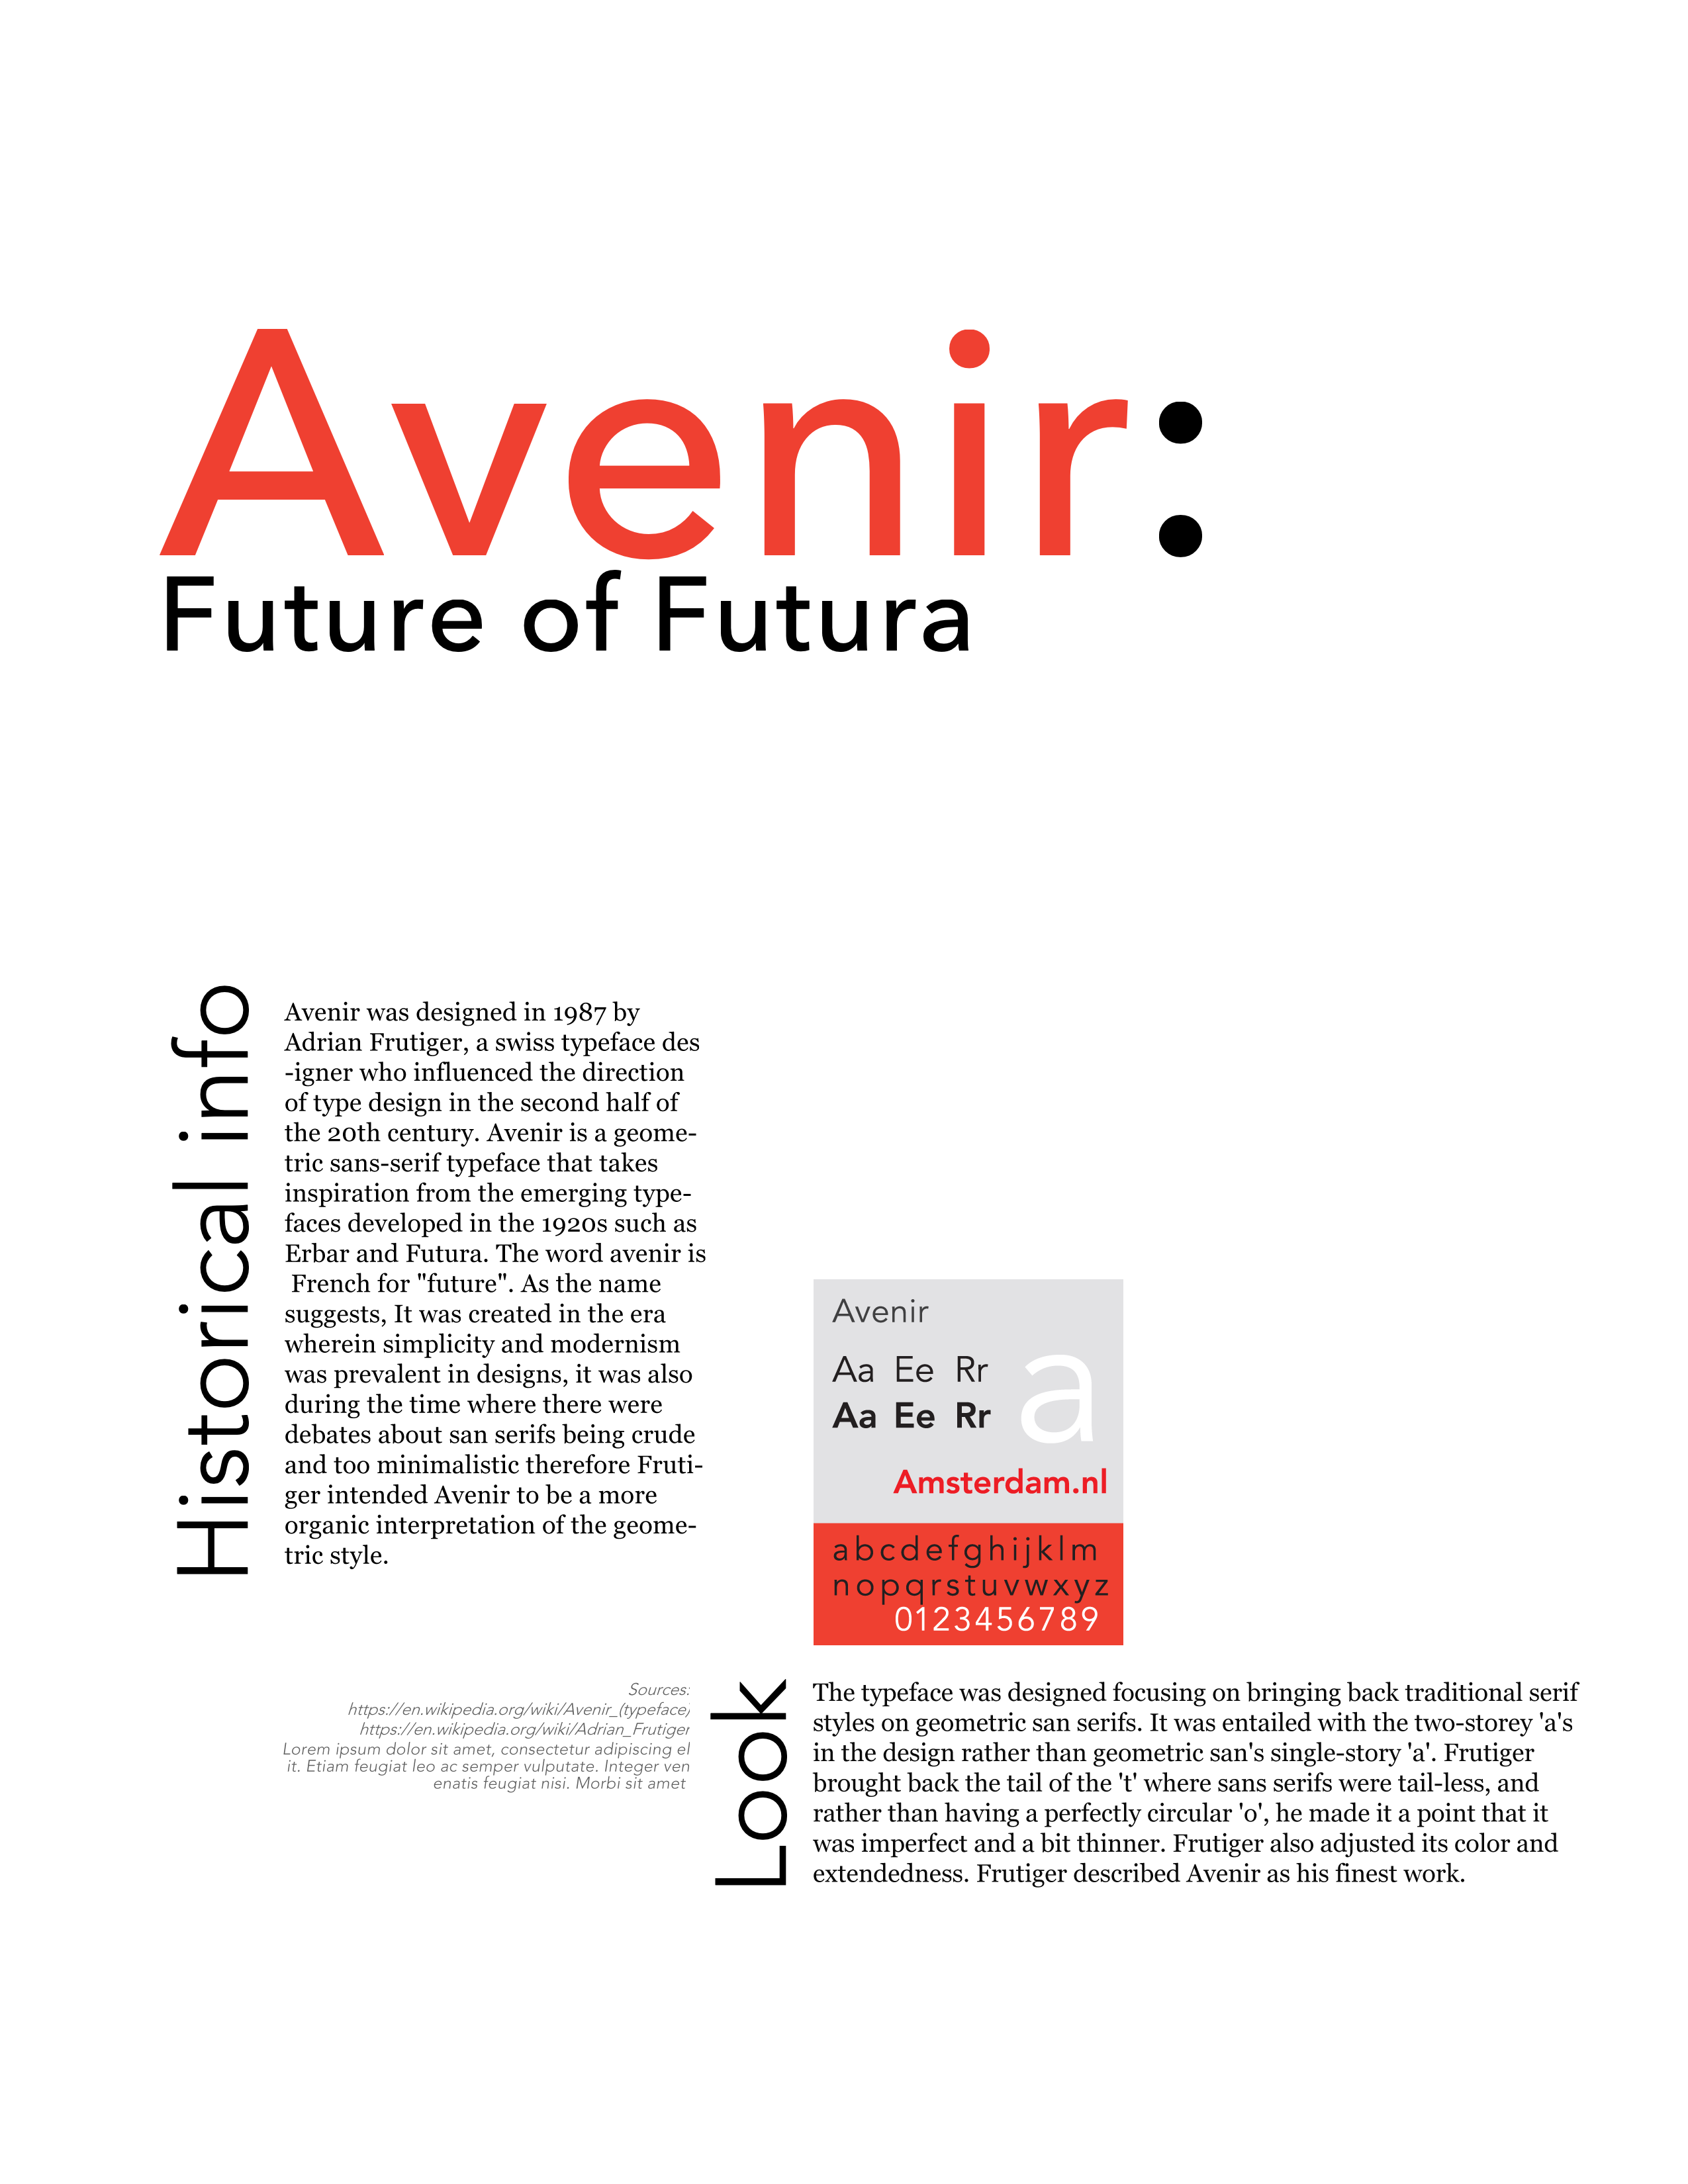 Avenir:
Future of Futura
Historical info
Avenir was designed in 1987 by
Adrian Frutiger, a swiss typeface des
-igner who influenced the direction
of type design in the second half of
the 20th century. Avenir is a geome-
tric sans-serif typeface that takes
inspiration from the emerging type-
faces developed in the 1920s such as
Erbar and Futura. The word avenir is
French for "future". As the name
suggests, It was created in the era
wherein simplicity and modernism
was prevalent in designs, it was also
during the time where there were
debates about san serifs being crude
and too minimalistic therefore Fruti-
ger intended Avenir to be a more
organic interpretation of the geome-
tric style.
Avenir
Aa Ee Rr
Aa Ee Rr
a
Amsterdam.nl
abcdefghijklm
nopqrstuvwxyz
0123456789
Sources:
https://en.wikipedia.org/wiki/Avenir_(typeface)
https://en.wikipedia.org/wiki/Adrian_Frutiger
Lorem ipsum dolor sit amet, consectetur adipiscing el
it. Etiam feugiat leo ac semper vulputate. Integer ven
enatis feugiat nisi. Morbi sit amet
Look
The typeface was designed focusing on bringing back traditional serif
styles on geometric san serifs. It was entailed with the two-storey 'a's
in the design rather than geometric san's single-story 'a'. Frutiger
brought back the tail of the 't' where sans serifs were tail-less, and
rather than having a perfectly circular 'o', he made it a point that it
was imperfect and a bit thinner. Frutiger also adjusted its color and
extendedness. Frutiger described Avenir as his finest work.